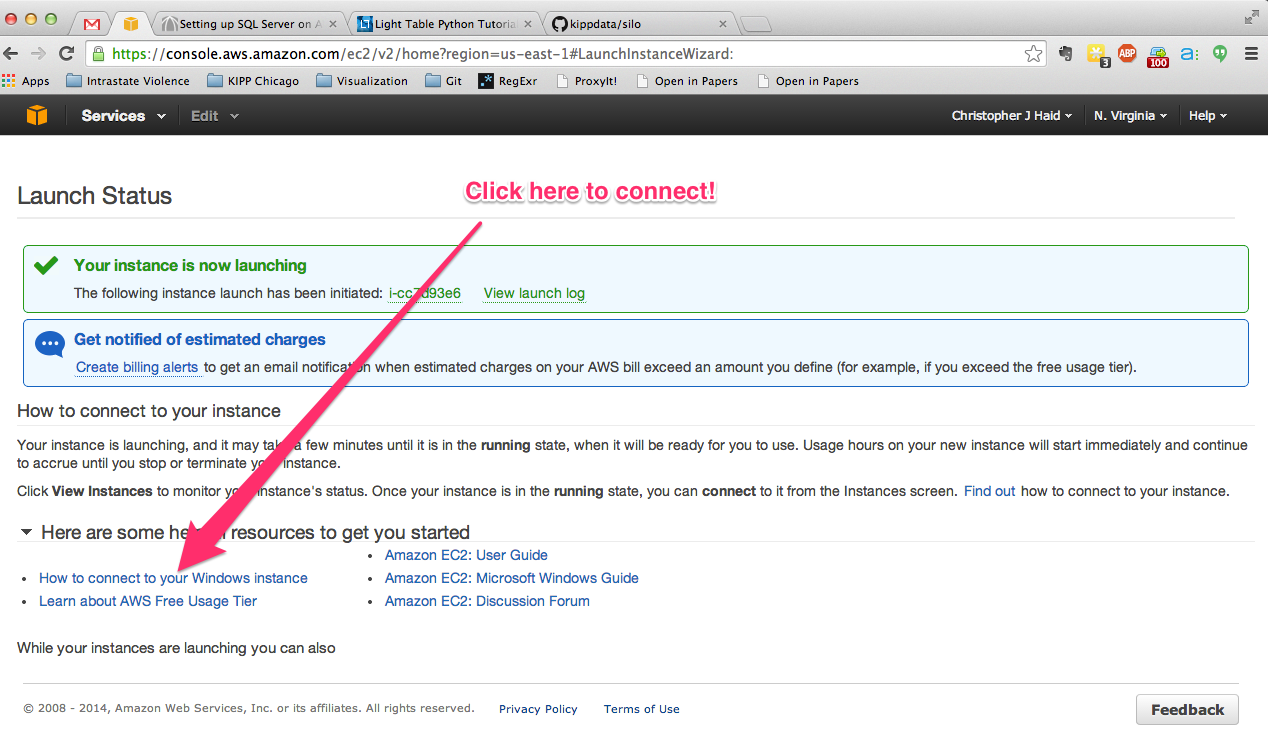 Setting up SQL Server on A
Light Table Python Tutoria
kippdata/silo
https://console.aws.amazon.com/ec2/v2/home?region=us-east-1#LaunchInstanceWizard:
3
ABP
100
a:
Apps
Intrastate Violence
KIPP Chicago
Visualization
Git
RegExr
ProxyIt!
Open in Papers
Open in Papers
Services
Edit
Christopher J Haid
N. Virginia
Help
Launch Status
Click here to connect!
Your instance is now launching
The following instance launch has been initiated: i-cc7d93e6 View launch log
Get notified of estimated charges
Create billing alerts to get an email notification when estimated charges on your AWS bill exceed an amount you define (for example, if you exceed the free usage tier).
How to connect to your instance
Your instance is launching, and it may take a few minutes until it is in the running state, when it will be ready for you to use. Usage hours on your new instance will start immediately and continue
to accrue until you stop or terminate your instance.
Click View Instances to monitor your instance's status. Once your instance is in the running state, you can connect to it from the Instances screen. Find out how to connect to your instance.
Here are some helpful resources to get you started
How to connect to your Windows instance
Learn about AWS Free Usage Tier
Amazon EC2: User Guide
Amazon EC2: Microsoft Windows Guide
Amazon EC2: Discussion Forum
While your instances are launching you can also
© 2008 - 2014, Amazon Web Services, Inc. or its affiliates. All rights reserved.
Privacy Policy
Terms of Use
Feedback